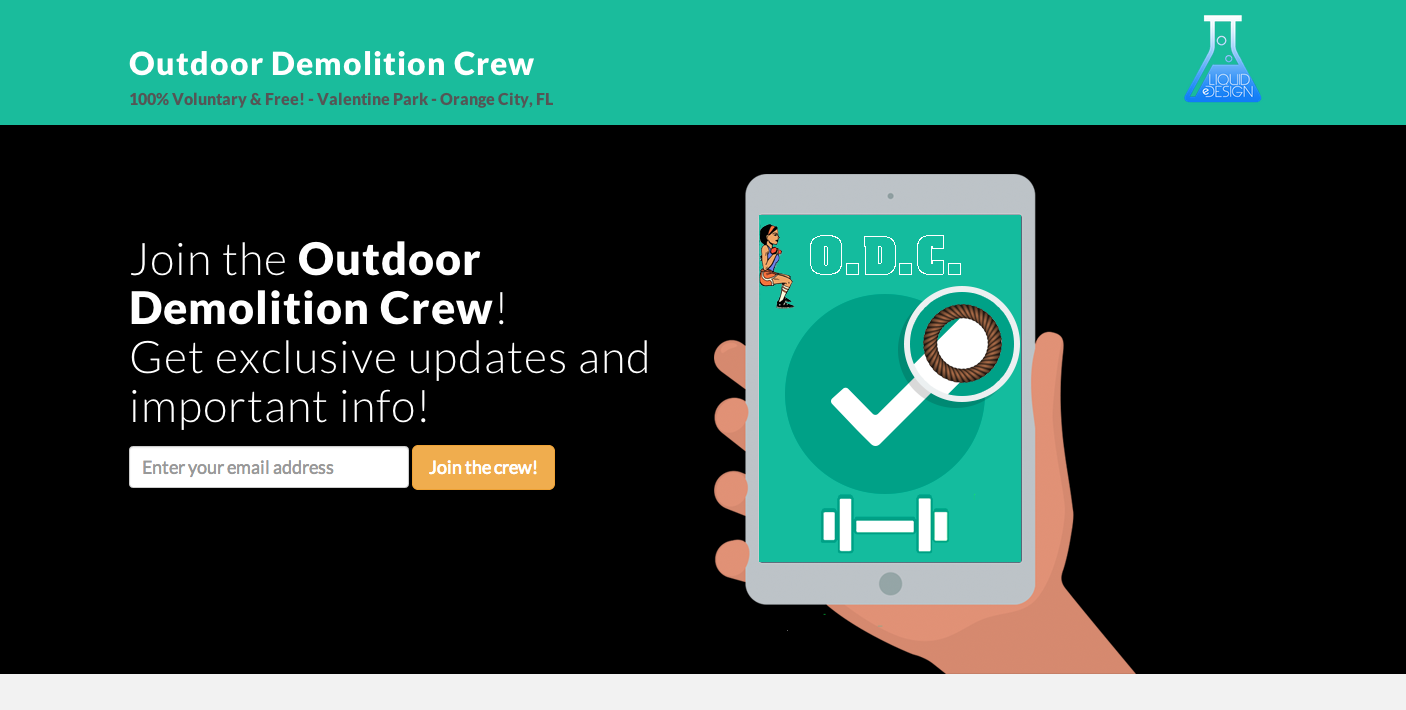 Outdoor Demolition Crew
100% Voluntary & Free! - Valentine Park - Orange City, FL
LIQUID
eDESIGN
Join the Outdoor
Demolition Crew!
Get exclusive updates and
important info!
Enter your email address
Join the crew!
O.D.C.